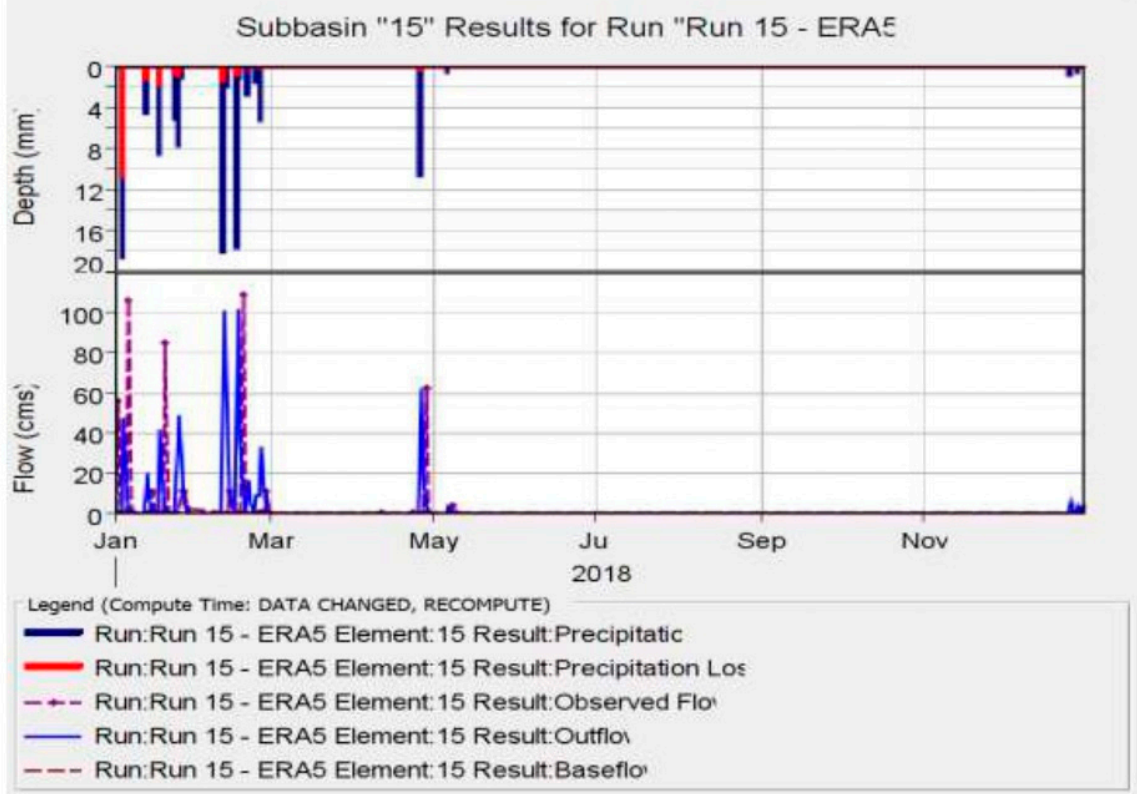 Subbasin "15" Results for Run "Run 15 - ERA5
Depth (mm)
0
4
8
12
16
20
Flow (cms)
100
80
60
40
20
0
Jan Mar May Ju Sep Nov
2018
Legend (Compute Time: DATA CHANGED, RECOMPUTE)
Run:Run 15 - ERA5 Element:15 Result:Precipitatic
Run:Run 15 - ERA5 Element:15 Result:Precipitation Los
Run:Run 15 - ERA5 Element:15 Result:Observed Flo
Run:Run 15 - ERA5 Element:15 Result:Outflo
Run:Run 15 - ERA5 Element:15 Result:Baseflo